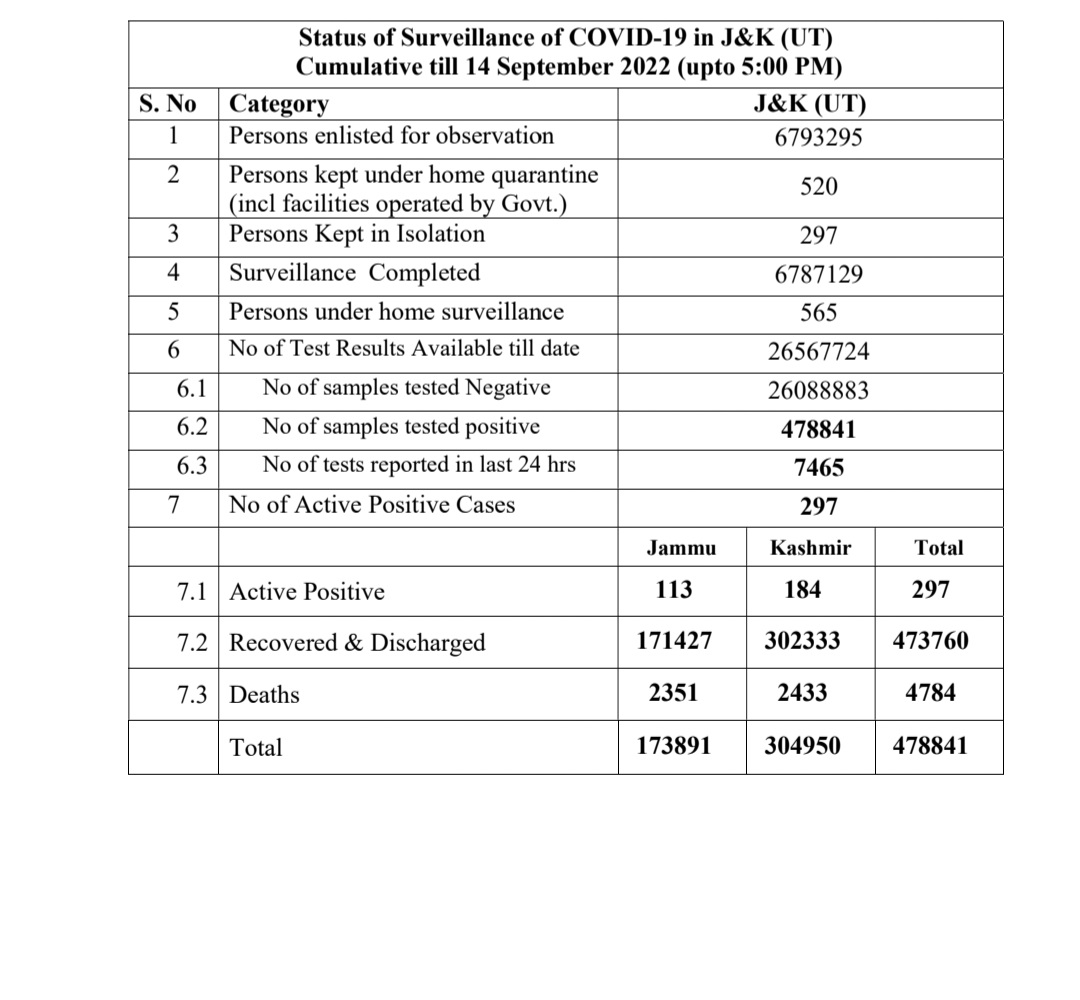 Status of Surveillance of COVID-19 in J&K (UT)
Cumulative till 14 September 2022 (upto 5:00 PM)
S. No Category J&K (UT)
1 Persons enlisted for observation 6793295
2 Persons kept under home quarantine
(incl facilities operated by Govt.) 520
3 Persons Kept in Isolation 297
4 Surveillance Completed 6787129
5 Persons under home surveillance 565
6 No of Test Results Available till date 26567724
6.1 No of samples tested Negative 26088883
6.2 No of samples tested positive 478841
6.3 No of tests reported in last 24 hrs 7465
7 No of Active Positive Cases 297
Jammu Kashmir Total
7.1 Active Positive 113 184 297
7.2 Recovered & Discharged 171427 302333 473760
7.3 Deaths 2351 2433 4784
Total 173891 304950 478841